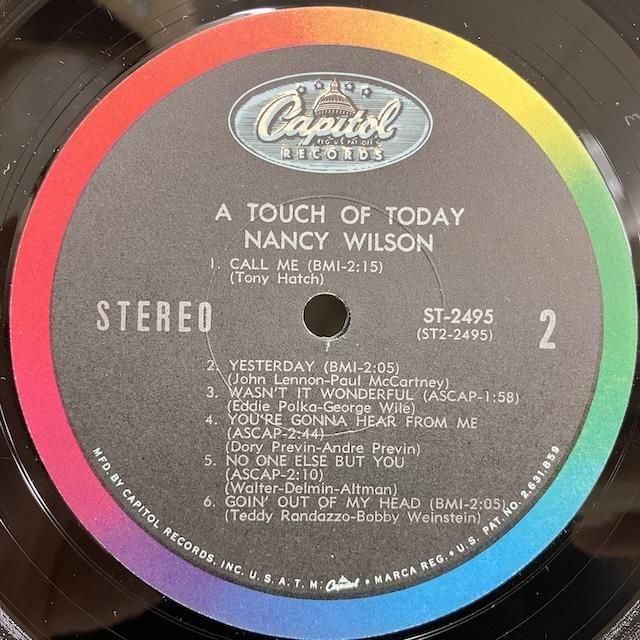 Capitol
REG. U.S. PAT. OFF.
RECORDS
A TOUCH OF TODAY
NANCY WILSON
1. CALL ME (BMI-2:15)
(Tony Hatch)
STEREO
ST-2495
(ST2-2495)
2
2. YESTERDAY (BMI-2:05)
(John Lennon-Paul McCartney)
3. WASN'T IT WONDERFUL (ASCAP-1:58)
(Eddie Polka-George Wile)
4. YOU'RE GONNA HEAR FROM ME
(ASCAP-2:44)
(Dory Previn-Andre Previn)
5. NO ONE ELSE BUT YOU
(ASCAP-2:10)
(Walter-Delmin-Altman)
6. GOIN' OUT OF MY HEAD (BMI-2:05)
(Teddy Randazzo-Bobby Weinstein)
MFD. BY CAPITOL RECORDS, INC. U.S.A. T.M. Capitol • MARCA REG. • U.S. PAT. NO. 2,631,859